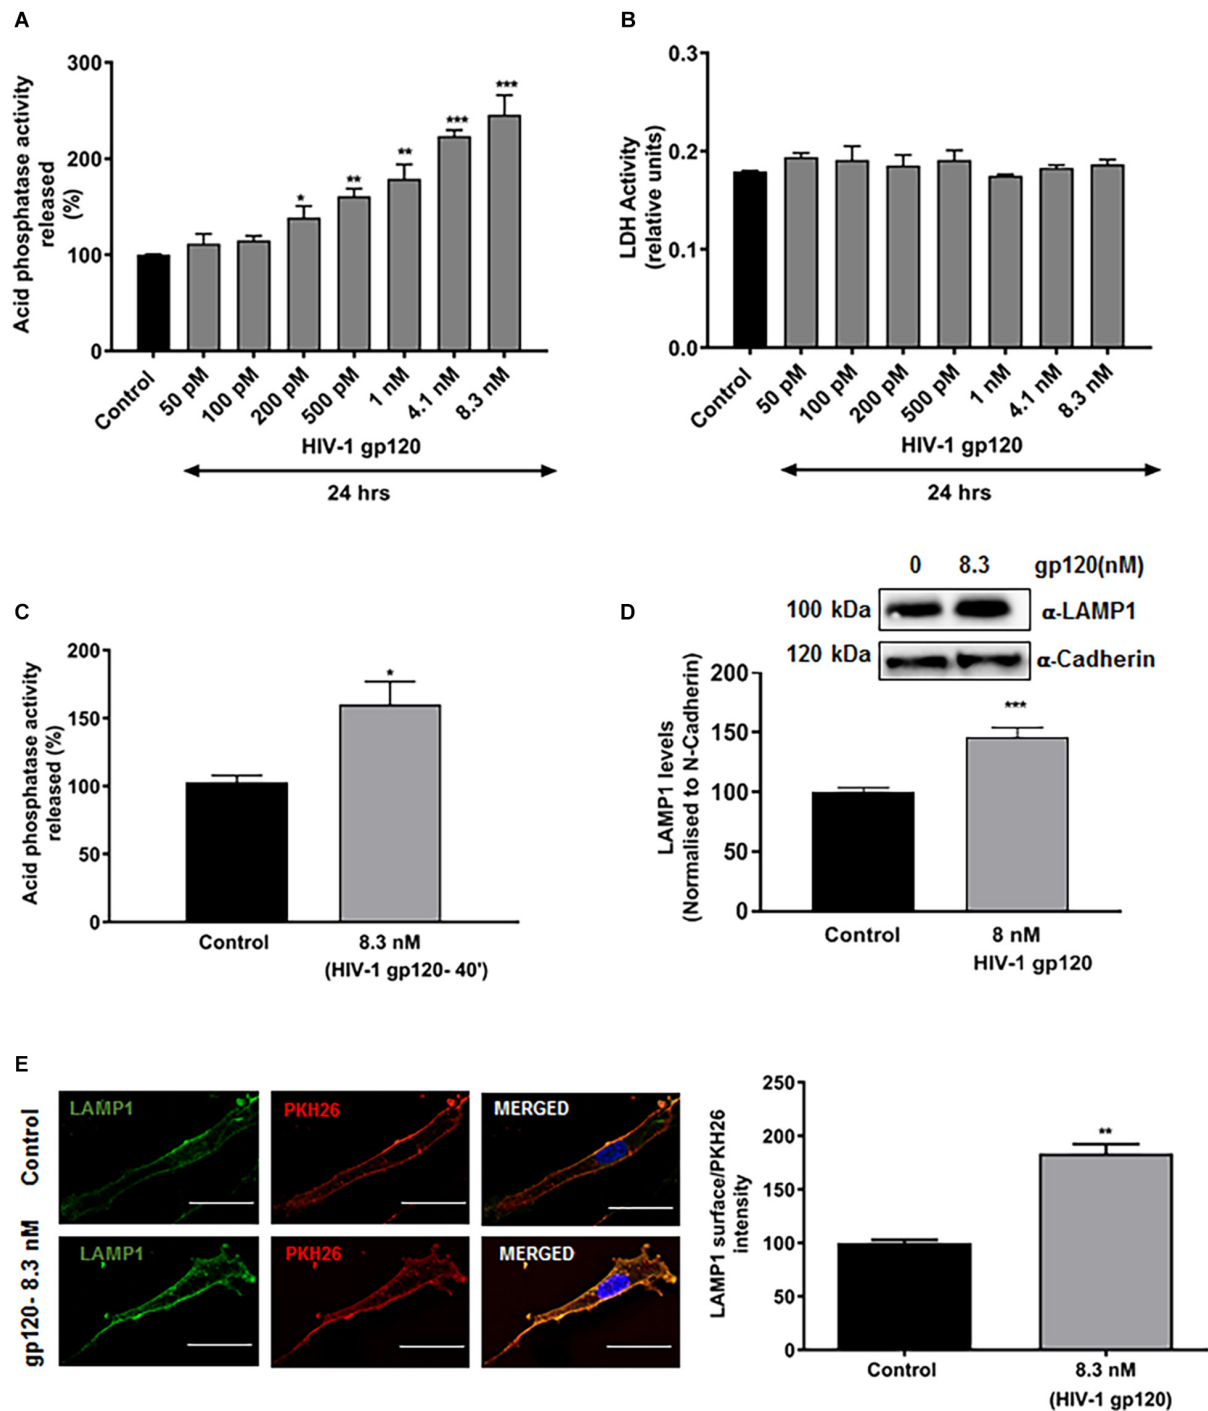 A
Acid phosphatase activity
released
(%)
300
200
100
0
*
**
**
***
***
Control
50 pM
100 pM
200 pM
500 pM
1 nM
4.1 nM
8.3 nM
HIV-1 gp120
24 hrs
B
LDH Activity
(relative units)
0.3
0.2
0.1
0.0
Control
50 pM
100 pM
200 pM
500 pM
1 nM
4.1 nM
8.3 nM
HIV-1 gp120
24 hrs
C
Acid phosphatase activity
released (%)
200
150
100
50
0
*
Control
8.3 nM
(HIV-1 gp120- 40')
D
0 8.3 gp120(nM)
100 kDa α-LAMP1
120 kDa α-Cadherin
LAMP1 levels
(Normalised to N-Cadherin)
200
150
100
50
0
***
Control
8 nM
HIV-1 gp120
E
Control
LAMP1 PKH26 MERGED
gp120- 8.3 nM
LAMP1 PKH26 MERGED
LAMP1 surface/PKH26
intensity
250
200
150
100
50
0
**
Control
8.3 nM
(HIV-1 gp120)